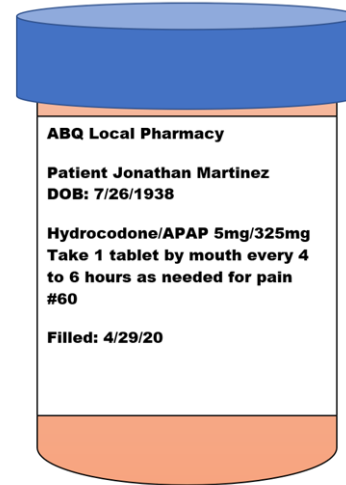 ABQ Local Pharmacy
Patient Jonathan Martinez
DOB: 7/26/1938
Hydrocodone/APAP 5mg/325mg
Take 1 tablet by mouth every 4
to 6 hours as needed for pain
#60
Filled: 4/29/20